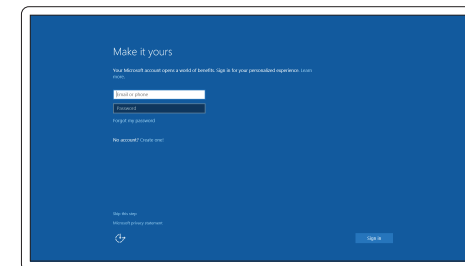 Make it yours
Your Microsoft account opens a world of benefits. Sign in for your personalized experience. Learn
more.
Email or phone
Password
Forgot my password
No account? Create one!
Skip this step
Microsoft privacy statement
Sign in